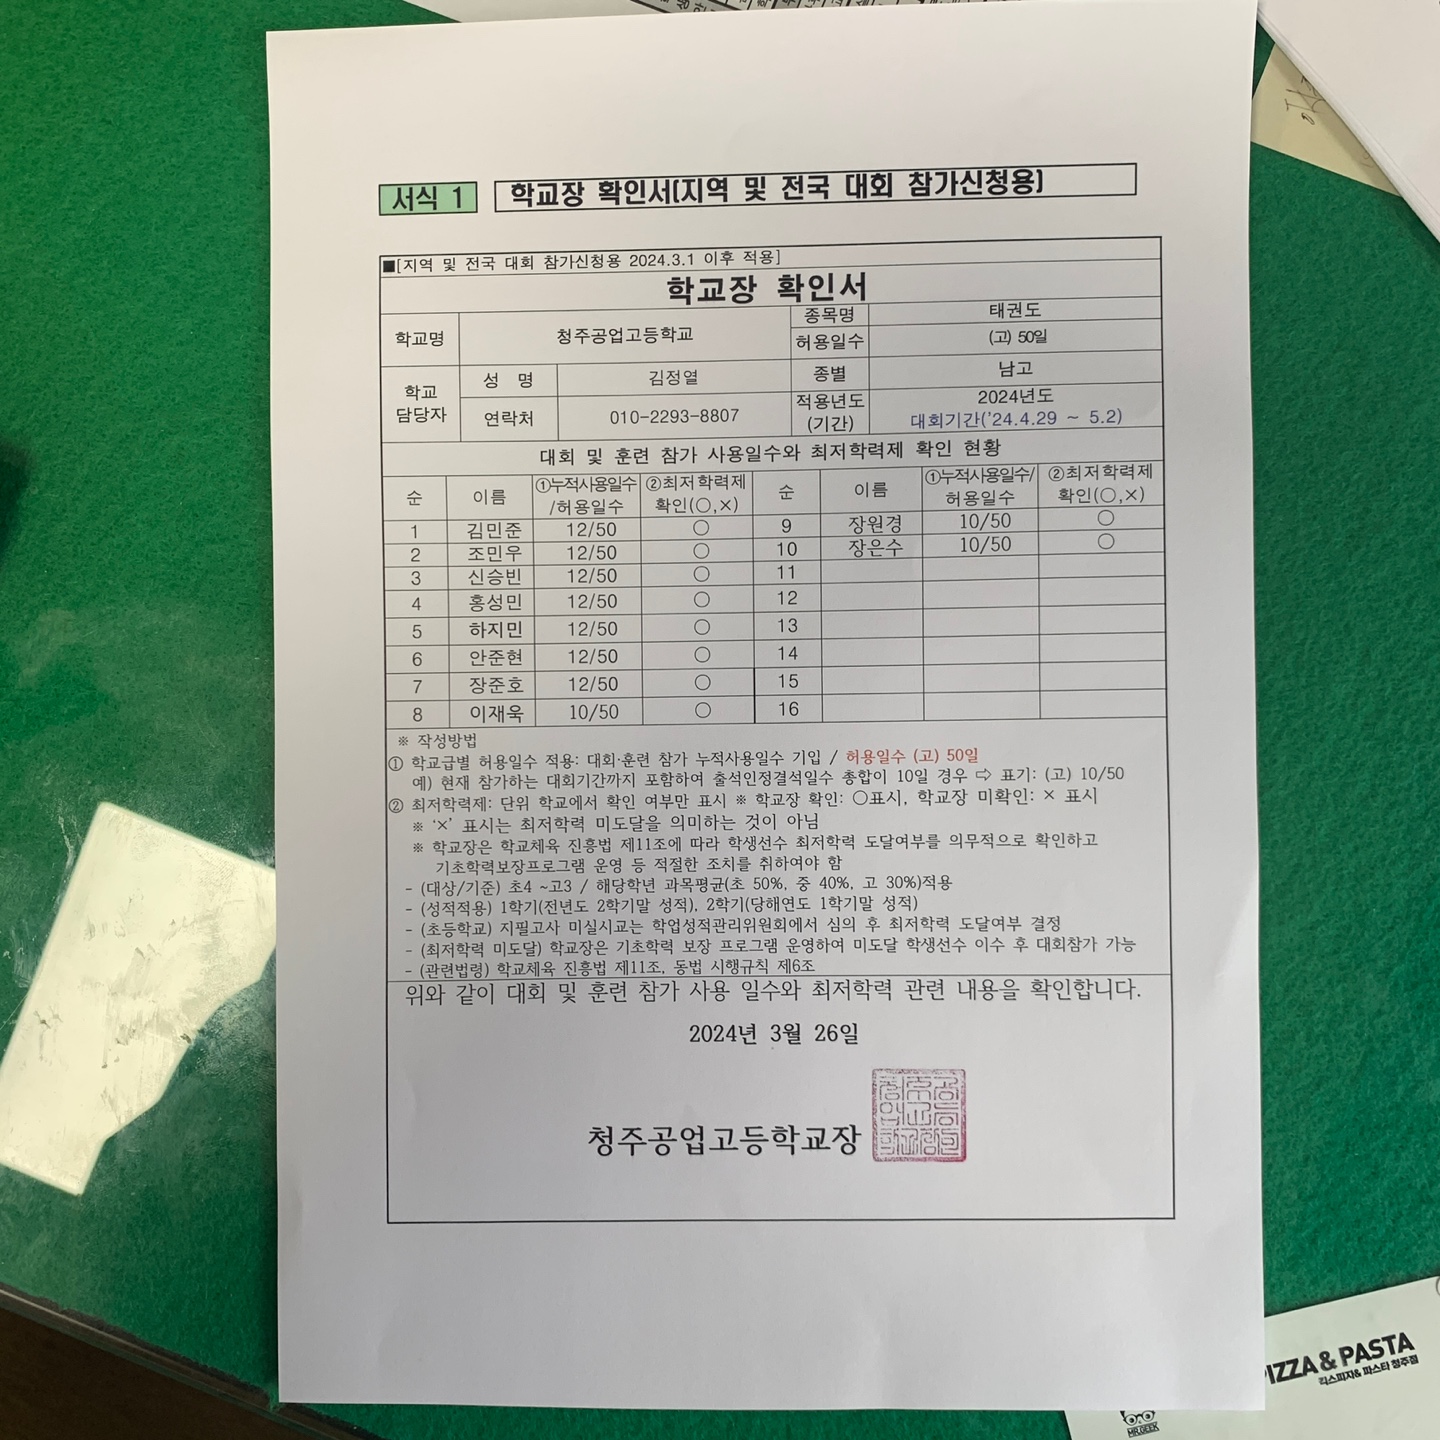 서식 1 학교장 확인서(지역 및 전국 대회 참가신청용)
■[지역 및 전국 대회 참가신청용 2024.3.1 이후 적용]
학교장 확인서
학교명 청주공업고등학교 종목명 태권도
허용일수 (고) 50일
학교 담당자 성 명 김정열 종별 남고
연락처 010-2293-8807 적용년도 (기간) 2024년도
대회기간('24.4.29 ~ 5.2)
대회 및 훈련 참가 사용일수와 최저학력제 확인 현황
순 이름 ①누적사용일수/허용일수 ②최저학력제 확인(○,×) 순 이름 ①누적사용일수/허용일수 ②최저학력제 확인(○,×)
1 김민준 12/50 ○ 9 장원경 10/50 ○
2 조민우 12/50 ○ 10 장은수 10/50 ○
3 신승빈 12/50 ○ 11
4 홍성민 12/50 ○ 12
5 하지민 12/50 ○ 13
6 안준현 12/50 ○ 14
7 장준호 12/50 ○ 15
8 이재욱 10/50 ○ 16
※ 작성방법
① 학교급별 허용일수 적용: 대회·훈련 참가 누적사용일수 기입 / 허용일수 (고) 50일
예) 현재 참가하는 대회기간까지 포함하여 출석인정결석일수 총합이 10일 경우 ⇨ 표기: (고) 10/50
② 최저학력제: 단위 학교에서 확인 여부만 표시 ※ 학교장 확인: ○표시, 학교장 미확인: × 표시
※ '×' 표시는 최저학력 미도달을 의미하는 것이 아님
※ 학교장은 학교체육 진흥법 제11조에 따라 학생선수 최저학력 도달여부를 의무적으로 확인하고
기초학력보장프로그램 운영 등 적절한 조치를 취하여야 함
- (대상/기준) 초4 ~고3 / 해당학년 과목평균(초 50%, 중 40%, 고 30%)적용
- (성적적용) 1학기(전년도 2학기말 성적), 2학기(당해연도 1학기말 성적)
- (초등학교) 지필고사 미실시교는 학업성적관리위원회에서 심의 후 최저학력 도달여부 결정
- (최저학력 미도달) 학교장은 기초학력 보장 프로그램 운영하여 미도달 학생선수 이수 후 대회참가 가능
- (관련법령) 학교체육 진흥법 제11조, 동법 시행규칙 제6조
위와 같이 대회 및 훈련 참가 사용 일수와 최저학력 관련 내용을 확인합니다.
2024년 3월 26일
청주공업고등학교장
PIZZA & PASTA
MR.GEEK